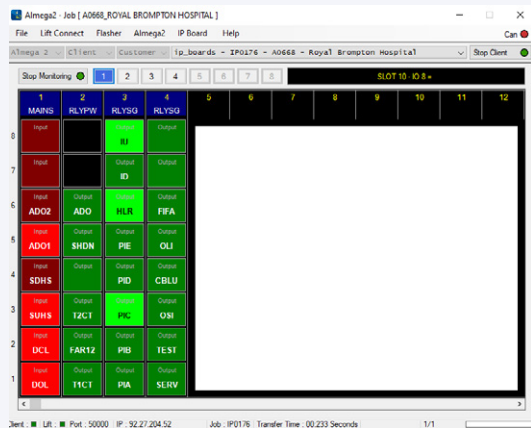 Almega2 - Job [ A0668_ROYAL BROMPTON HOSPITAL ]
File Lift Connect Flasher Almega2 IP Board Help
Can
Almega 2 Client Customer ip_boards - IP0176 - A0668 - Royal Brompton Hospital Stop Client
Stop Monitoring 1 2 3 4 5 6 7 8 SLOT 10 - IO 8 =
1 2 3 4 5 6 7 8 9 10 11 12
MAINS RLYPW RLYSG RLYSG
8 Input Output Output
IU
7 Input Output Output
ID
6 Input Output Output Output
ADO2 ADO HLR FIFA
5 Input Output Output Output
ADO1 SHDN PIE OLI
4 Input Output Output Output
SDHS PID CBLU
3 Input Output Output Output
SUHS T2CT PIC OSI
2 Input Output Output Output
DCL FAR12 PIB TEST
1 Input Output Output Output
DOL T1CT PIA SERV
Client : Lift : Port : 50000 IP : 92.27.204.52 Job : IP0176 Transfer Time : 00.233 Seconds 1/1